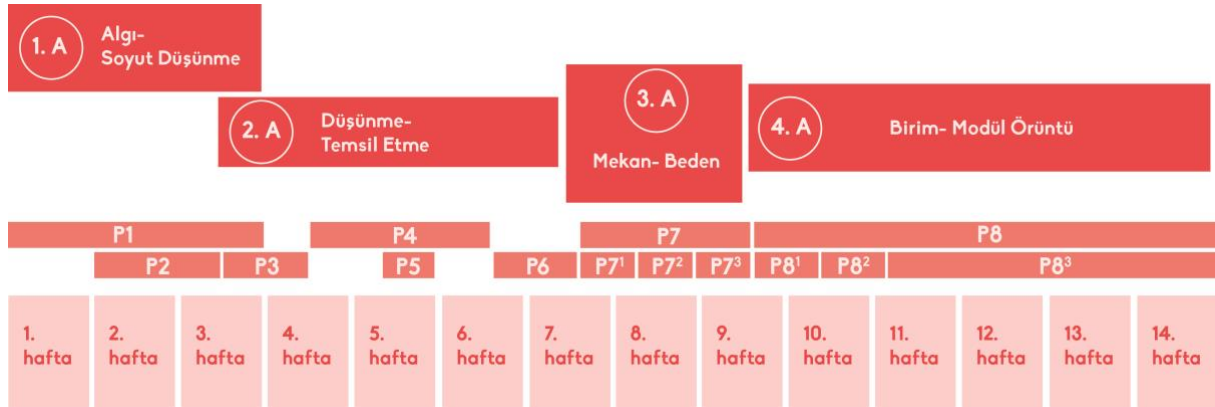 1. A
Algı-
Soyut Düşünme
2. A
Düşünme-
Temsil Etme
3. A
Mekan- Beden
4. A
Birim- Modül Örüntü
P1
P4
P7
P8
P2
P3
P5
P6
P7¹
P7²
P7³
P8¹
P8²
P8³
1.
hafta
2.
hafta
3.
hafta
4.
hafta
5.
hafta
6.
hafta
7.
hafta
8.
hafta
9.
hafta
10.
hafta
11.
hafta
12.
hafta
13.
hafta
14.
hafta